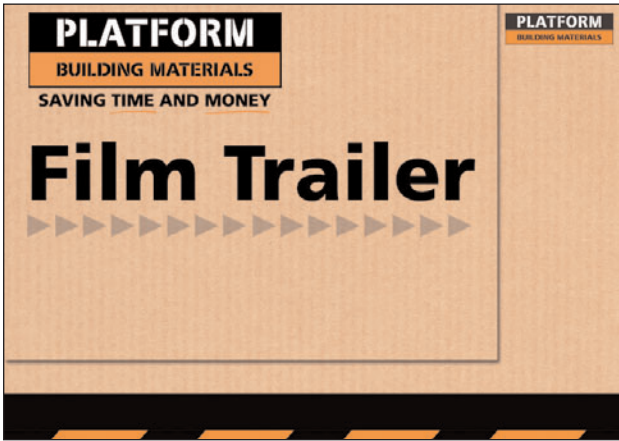 PLATFORM
BUILDING MATERIALS
SAVING TIME AND MONEY
Film Trailer
PLATFORM
BUILDING MATERIALS